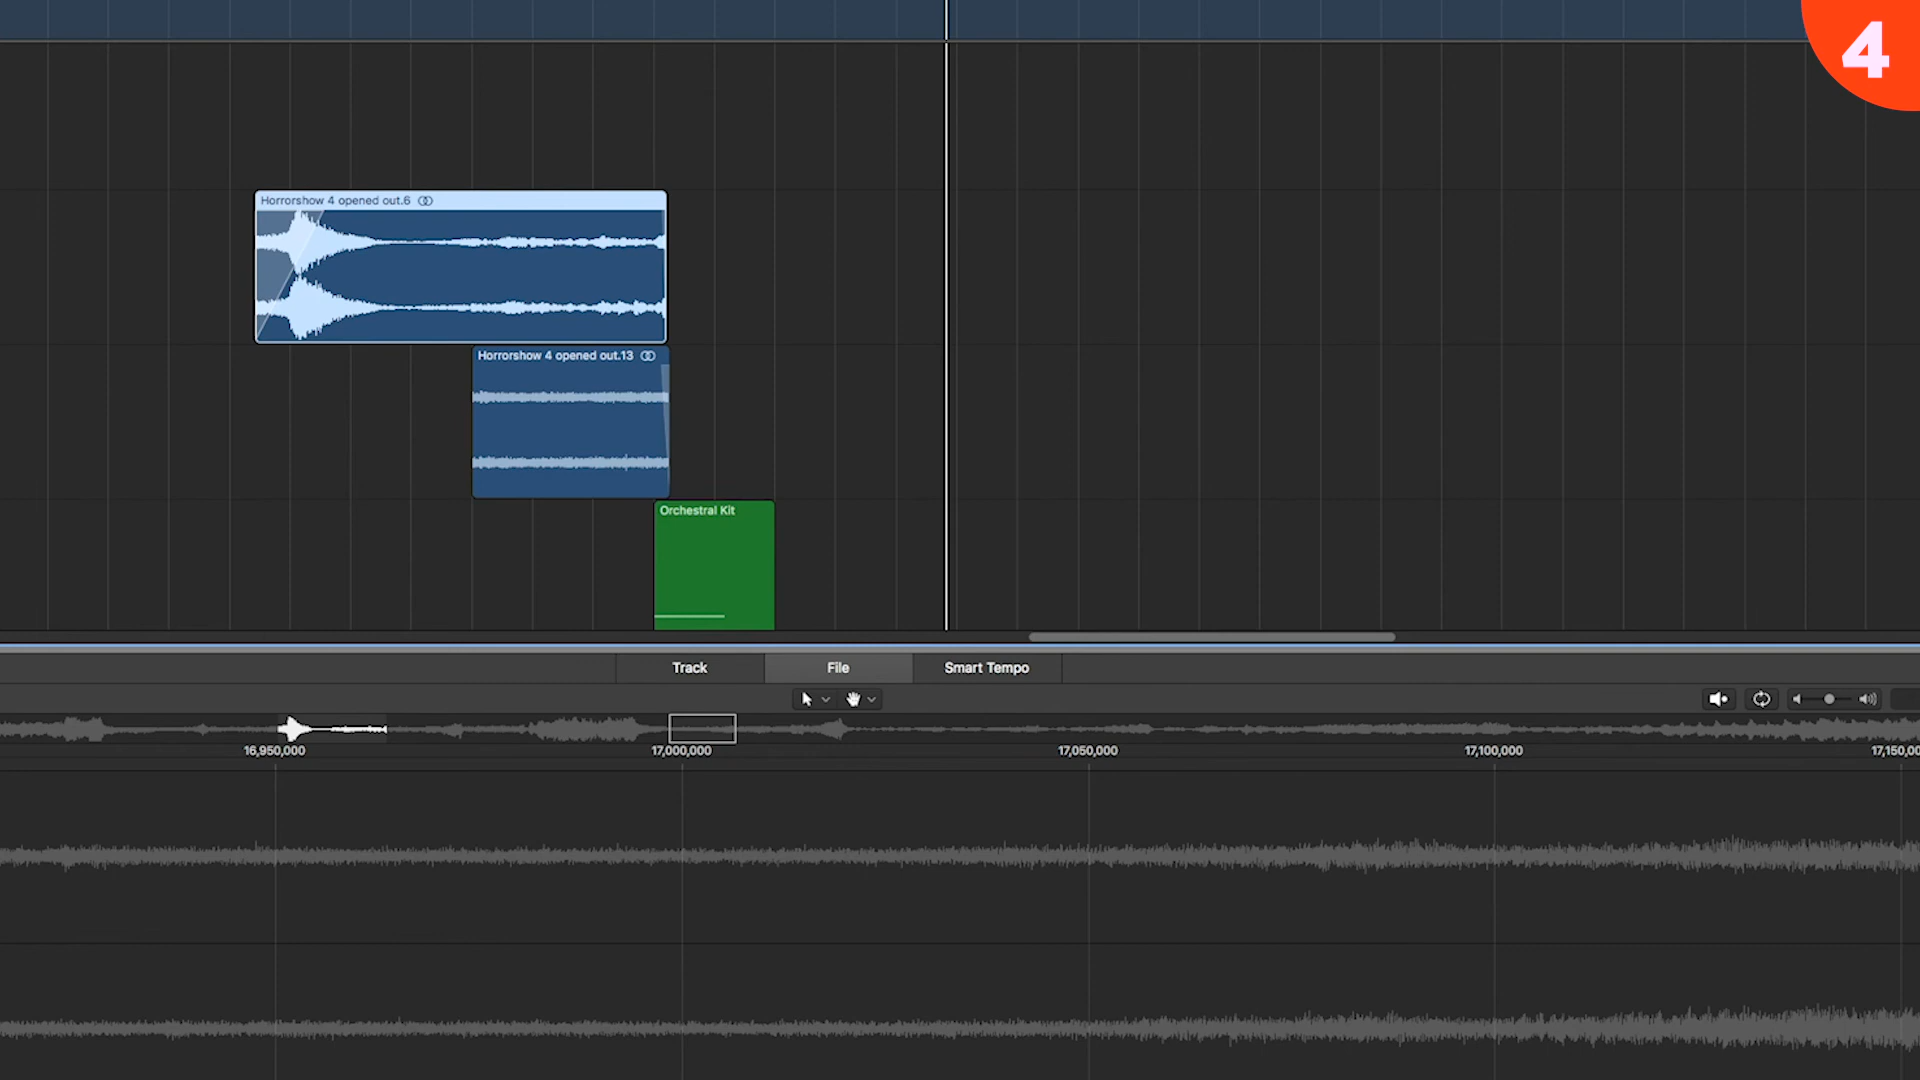 4
Horrorshow 4 opened out.6
Horrorshow 4 opened out.13
Orchestral Kit
Track
File
Smart Tempo
16,950,000
17,000,000
17,050,000
17,100,000
17,150,00